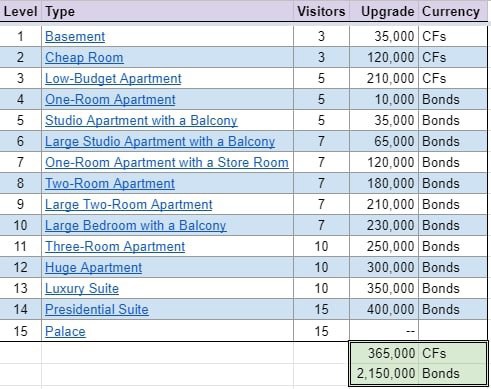 Level Type Visitors Upgrade Currency
1 Basement 3 35,000 CFs
2 Cheap Room 3 120,000 CFs
3 Low-Budget Apartment 5 210,000 CFs
4 One-Room Apartment 5 10,000 Bonds
5 Studio Apartment with a Balcony 5 35,000 Bonds
6 Large Studio Apartment with a Balcony 7 65,000 Bonds
7 One-Room Apartment with a Store Room 7 120,000 Bonds
8 Two-Room Apartment 7 180,000 Bonds
9 Large Two-Room Apartment 7 210,000 Bonds
10 Large Bedroom with a Balcony 7 230,000 Bonds
11 Three-Room Apartment 10 250,000 Bonds
12 Huge Apartment 10 300,000 Bonds
13 Luxury Suite 10 350,000 Bonds
14 Presidential Suite 15 400,000 Bonds
15 Palace 15 --
365,000 CFs
2,150,000 Bonds